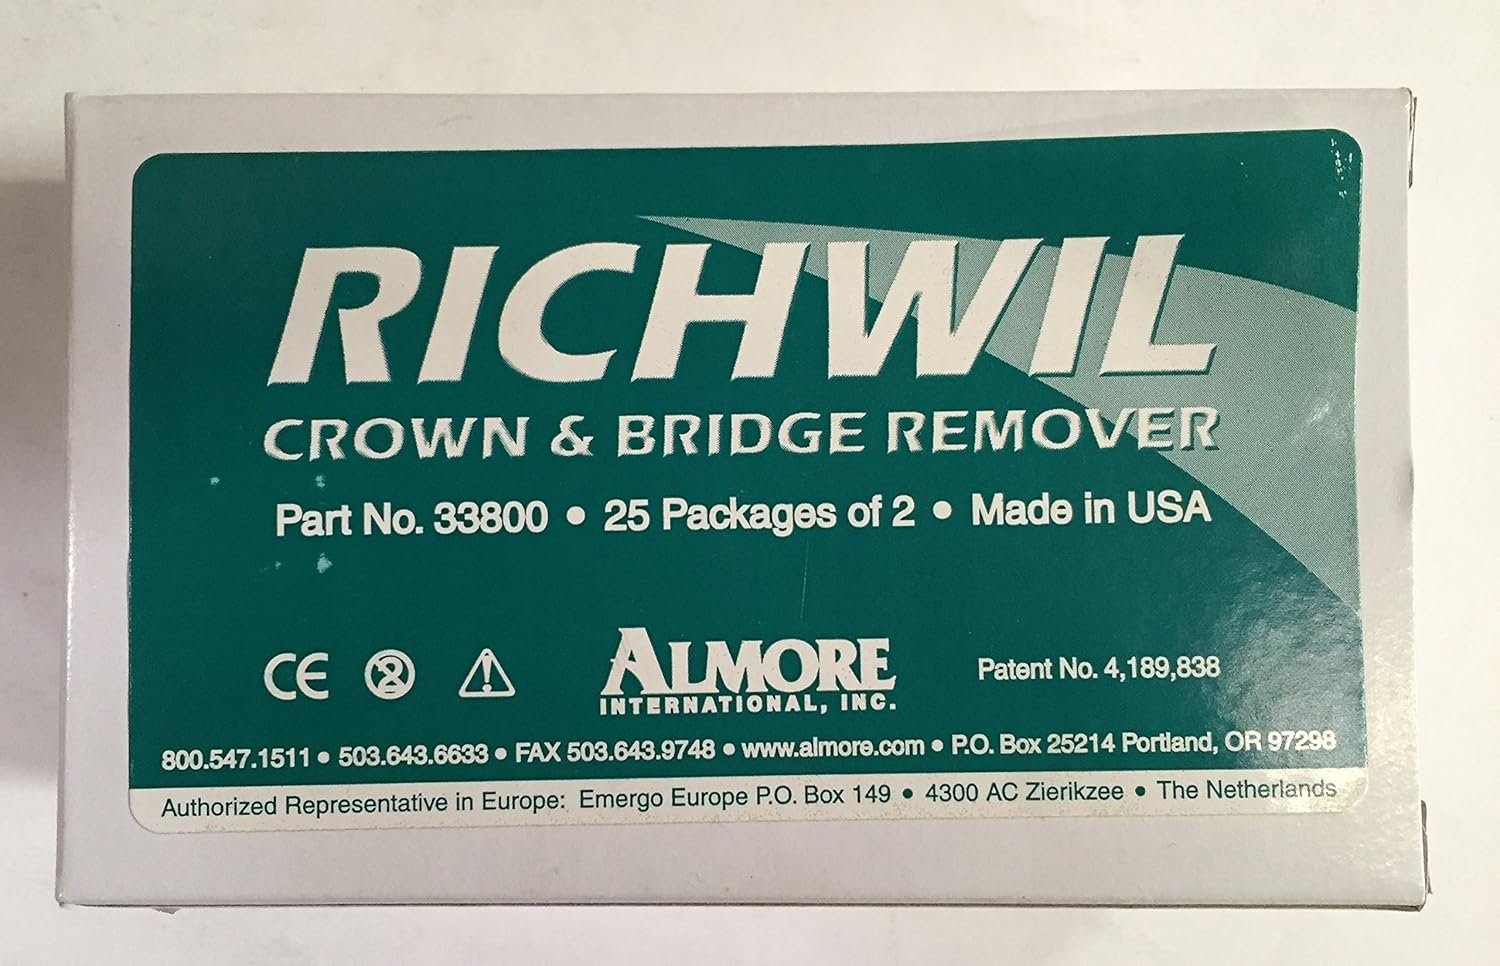 RICHWIL
CROWN & BRIDGE REMOVER
Part No. 33800 • 25 Packages of 2 • Made in USA
CE
2
ALMORE
INTERNATIONAL, INC.
Patent No. 4,189,838
800.547.1511 • 503.643.6633 • FAX 503.643.9748 • www.almore.com • P.O. Box 25214 Portland, OR 97298
Authorized Representative in Europe: Emergo Europe P.O. Box 149 • 4300 AC Zierikzee • The Netherlands